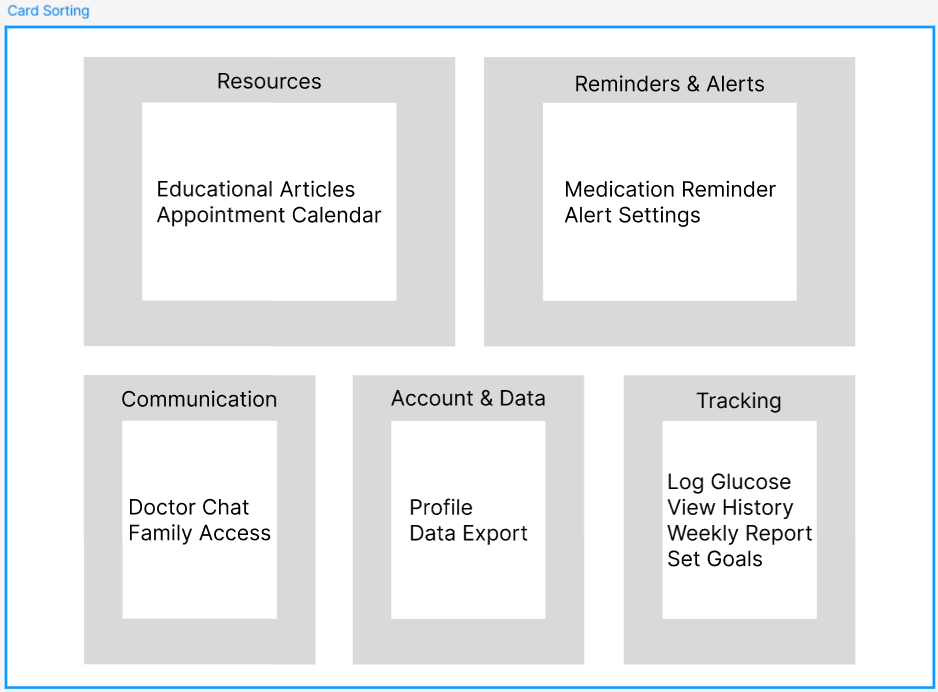 Card Sorting
Resources
Educational Articles
Appointment Calendar
Reminders & Alerts
Medication Reminder
Alert Settings
Communication
Doctor Chat
Family Access
Account & Data
Profile
Data Export
Tracking
Log Glucose
View History
Weekly Report
Set Goals